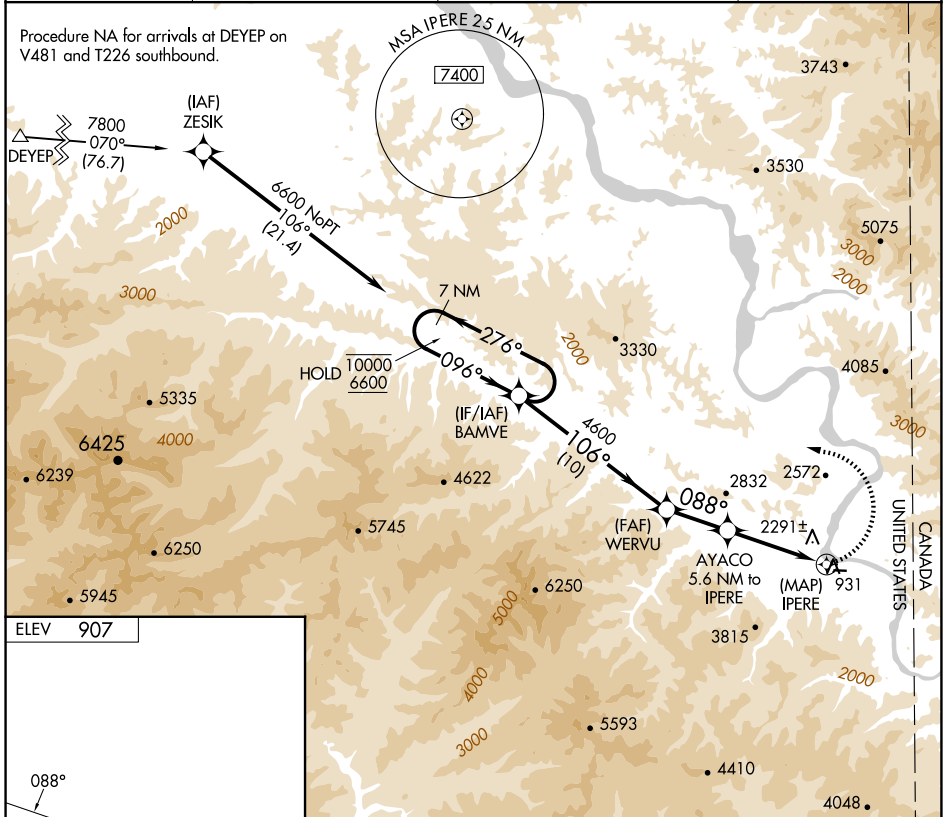 Procedure NA for arrivals at DEYEP on
V481 and T226 southbound.
MSA IPERE 25 NM
7400
3743
(IAF)
ZESIK
7800
070°
(76.7)
DEYEP
3530
6600 NoPT
106°
(21.4)
2000
5075
3000
2000
3000
7 NM
276°
2000
3330
HOLD
10000
6600
096°
4085
5335
(IF/IAF)
BAMVE
4600
106°
(10)
3000
4000
6425
6239
4622
088°
2832
2572
5745
(FAF)
WERVU
2291±
UNITED STATES
CANADA
6250
AYACO
5.6 NM to
IPERE
(MAP)
IPERE
931
5945
6250
5000
3815
ELEV 907
2000
4000
5593
3000
088°
4410
4048